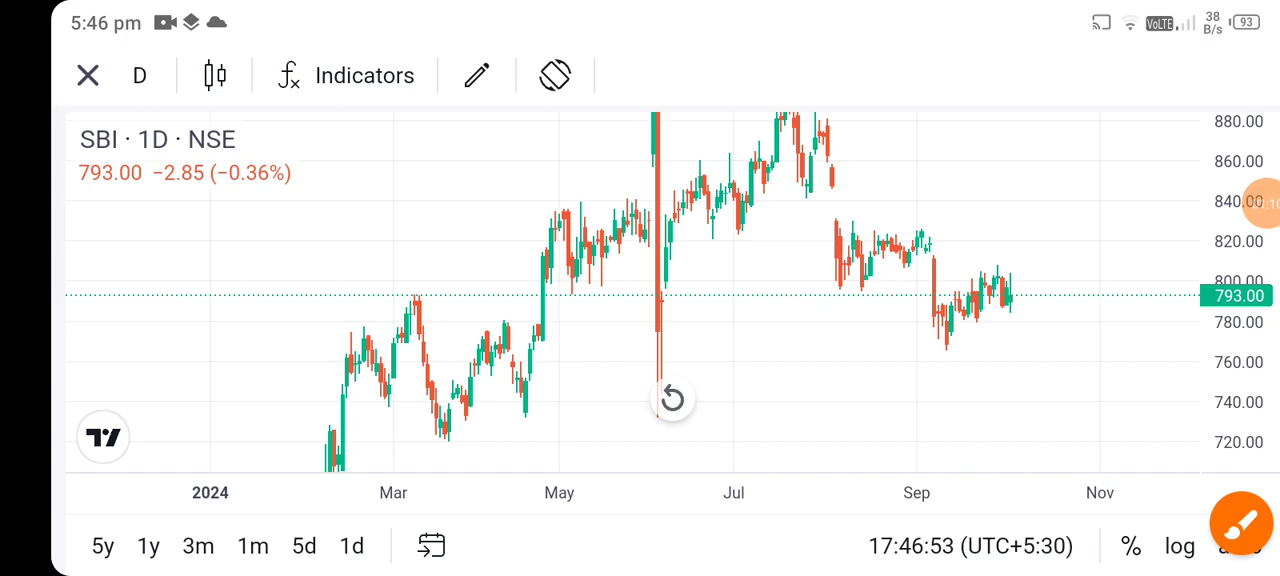 5:46 pm
VoLTE 38 B/s 93
D Indicators
SBI · 1D · NSE
793.00 −2.85 (−0.36%)
880.00
860.00
840.00
820.00
800.00
793.00
780.00
760.00
740.00
720.00
2024 Mar May Jul Sep Nov
5y 1y 3m 1m 5d 1d 17:46:53 (UTC+5:30) % log